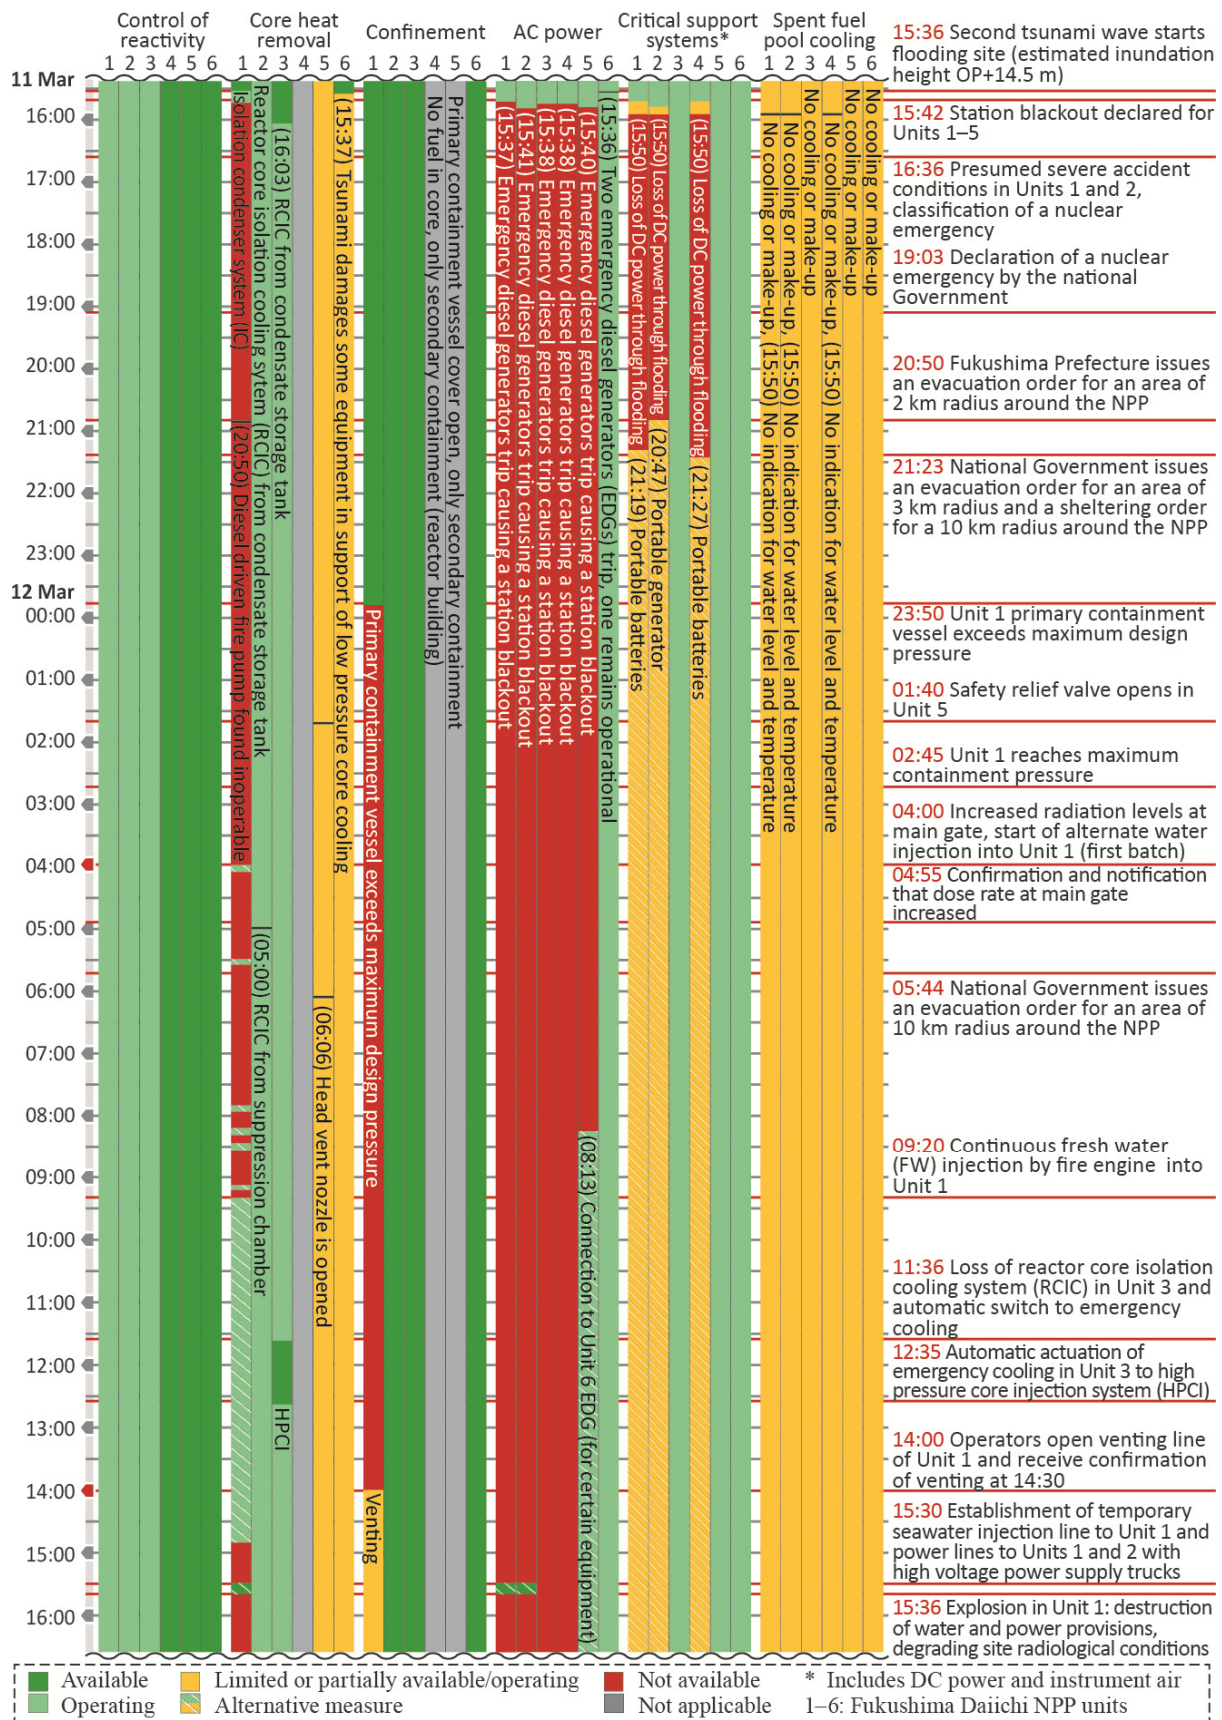 Control of
reactivity
Core heat
removal
Confinement
AC power
Critical support
systems*
Spent fuel
pool cooling
1 2 3 4 5 6
1 2 3 4 5 6
1 2 3 4 5 6
1 2 3 4 5 6
1 2 3 4 5 6
1 2 3 4 5 6
11 Mar
16:00
17:00
18:00
19:00
20:00
21:00
22:00
23:00
12 Mar
00:00
01:00
02:00
03:00
04:00
05:00
06:00
07:00
08:00
09:00
10:00
11:00
12:00
13:00
14:00
15:00
16:00
Isolation condenser system (IC)
(20:50) Diesel driven fire pump found inoperable
Reactor core isolation cooling sytem (RCIC) from condensate storage tank
(05:00) RCIC from suppression chamber
(16:03) RCIC from condensate storage tank
HPCI
(06:06) Head vent nozzle is opened
(15:37) Tsunami damages some equipment in support of low pressure core cooling
Primary containment vessel exceeds maximum design pressure
Venting
No fuel in core, only secondary containment (reactor building)
Primary containment vessel cover open, only secondary containment
(15:37) Emergency diesel generators trip causing a station blackout
(15:41) Emergency diesel generators trip causing a station blackout
(15:38) Emergency diesel generators trip causing a station blackout
(15:38) Emergency diesel generators trip causing a station blackout
(15:40) Emergency diesel generators trip causing a station blackout
(08:13) Connection to Unit 6 EDG (for certain equipment)
(15:36) Two emergency diesel generators (EDGs) trip, one remains operational
(15:50) Loss of DC power through flooding
(21:19) Portable batteries
(15:50) Loss of DC power through flooding
(20:47) Portable generator
(15:50) Loss of DC power through flooding
(21:27) Portable batteries
No cooling or make-up, (15:50) No indication for water level and temperature
No cooling or make-up, (15:50) No indication for water level and temperature
No cooling or make-up
No cooling or make-up, (15:50) No indication for water level and temperature
No cooling or make-up
No cooling or make-up
15:36 Second tsunami wave starts
flooding site (estimated inundation
height OP+14.5 m)
15:42 Station blackout declared for
Units 1–5
16:36 Presumed severe accident
conditions in Units 1 and 2,
classification of a nuclear
emergency
19:03 Declaration of a nuclear
emergency by the national
Government
20:50 Fukushima Prefecture issues
an evacuation order for an area of
2 km radius around the NPP
21:23 National Government issues
an evacuation order for an area of
3 km radius and a sheltering order
for a 10 km radius around the NPP
23:50 Unit 1 primary containment
vessel exceeds maximum design
pressure
01:40 Safety relief valve opens in
Unit 5
02:45 Unit 1 reaches maximum
containment pressure
04:00 Increased radiation levels at
main gate, start of alternate water
injection into Unit 1 (first batch)
04:55 Confirmation and notification
that dose rate at main gate
increased
05:44 National Government issues
an evacuation order for an area of
10 km radius around the NPP
09:20 Continuous fresh water
(FW) injection by fire engine into
Unit 1
11:36 Loss of reactor core isolation
cooling system (RCIC) in Unit 3 and
automatic switch to emergency
cooling
12:35 Automatic actuation of
emergency cooling in Unit 3 to high
pressure core injection system (HPCI)
14:00 Operators open venting line
of Unit 1 and receive confirmation
of venting at 14:30
15:30 Establishment of temporary
seawater injection line to Unit 1 and
power lines to Units 1 and 2 with
high voltage power supply trucks
15:36 Explosion in Unit 1: destruction
of water and power provisions,
degrading site radiological conditions
Available
Limited or partially available/operating
Not available
* Includes DC power and instrument air
Operating
Alternative measure
Not applicable
1–6: Fukushima Daiichi NPP units